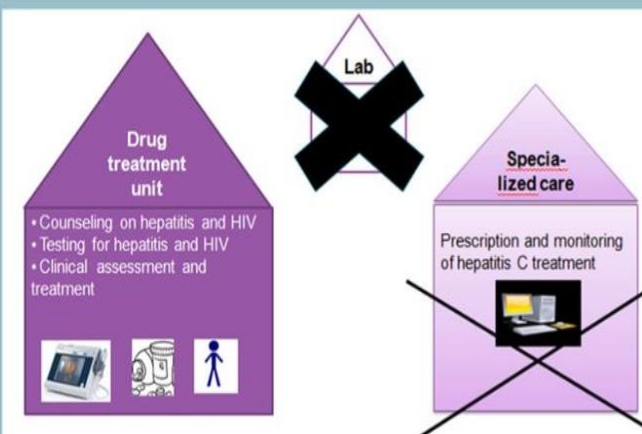 Drug
treatment
unit
• Counseling on hepatitis and HIV
• Testing for hepatitis and HIV
• Clinical assessment and
treatment
Lab
Specia-
lized care
Prescription and monitoring
of hepatitis C treatment